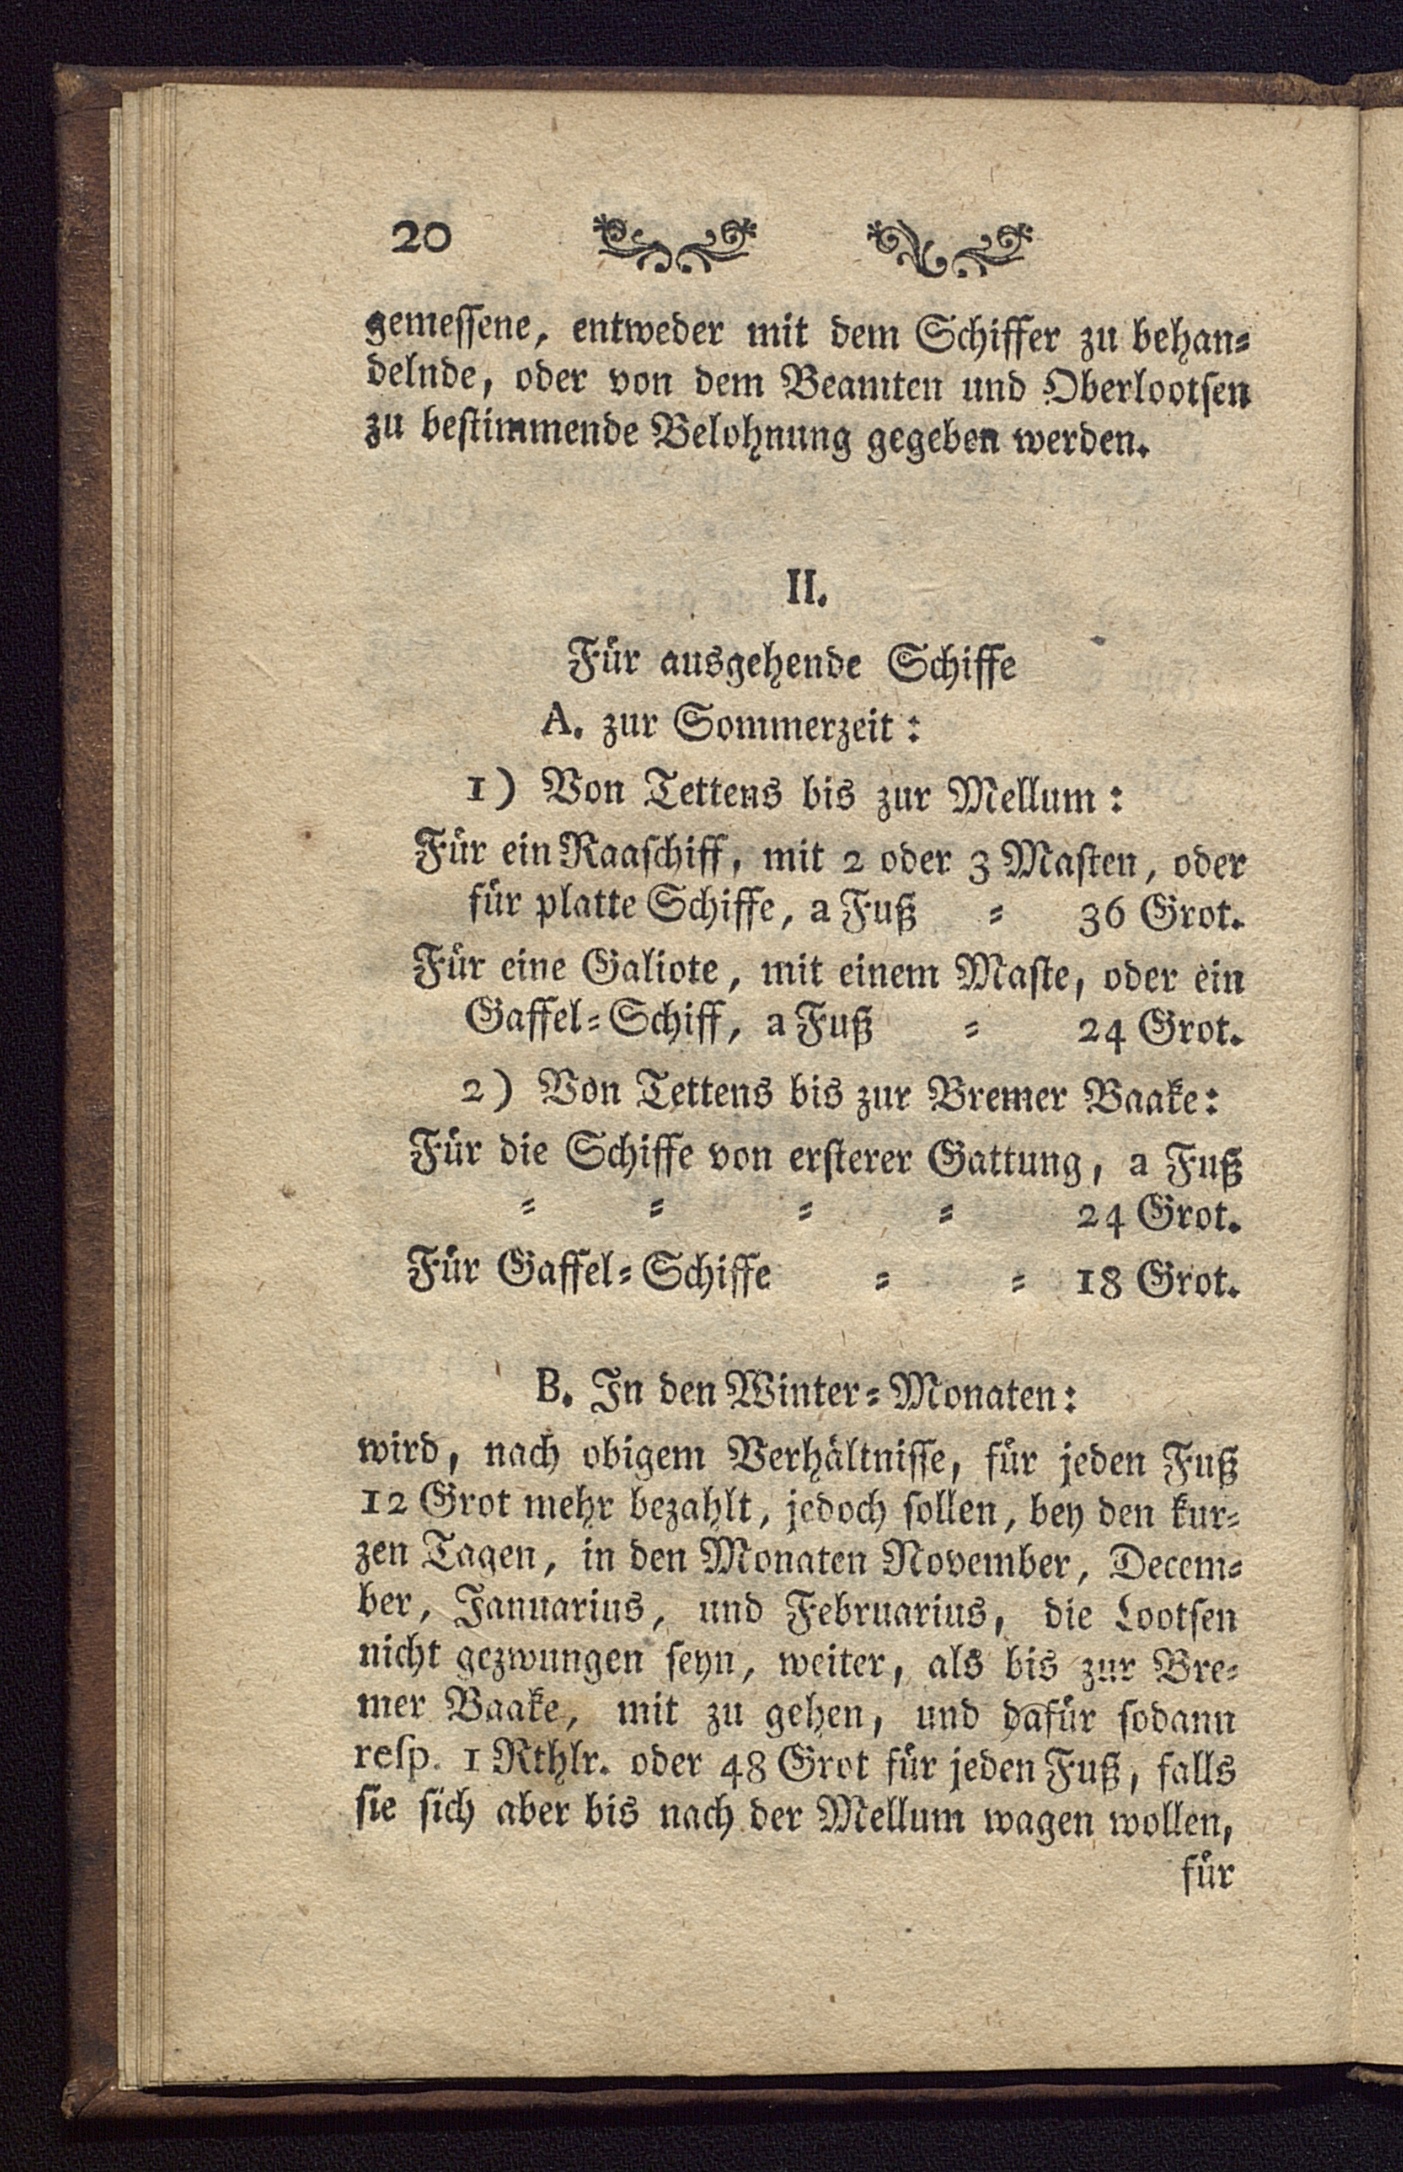 20
gemessene, entweder mit dem Schiffer zu behan⸗
delnde, oder von dem Beamten und Oberlootsen
zu bestimmende Belohnung gegeben werden.
II.
Für ausgehende Schiffe
A. zur Sommerzeit:
1) Von Tettens bis zur Mellum:
Für ein Raaschiff, mit 2 oder 3 Masten, oder
für platte Schiffe, a Fuß ⸗ 36 Grot.
Für eine Galiote, mit einem Maste, oder ein
Gaffel⸗Schiff, a Fuß ⸗ 24 Grot.
2) Von Tettens bis zur Bremer Baake:
Für die Schiffe von ersterer Gattung, a Fuß
⸗ ⸗ ⸗ ⸗ 24 Grot.
Für Gaffel⸗Schiffe ⸗ ⸗ 18 Grot.
B. In den Winter⸗Monaten:
wird, nach obigem Verhältnisse, für jeden Fuß
12 Grot mehr bezahlt, jedoch sollen, bey den kur⸗
zen Tagen, in den Monaten November, Decem⸗
ber, Januarius, und Februarius, die Lootsen
nicht gezwungen seyn, weiter, als bis zur Bre⸗
mer Baake, mit zu gehen, und dafür sodann
resp. 1 Rthlr. oder 48 Grot für jeden Fuß, falls
sie sich aber bis nach der Mellum wagen wollen,
für